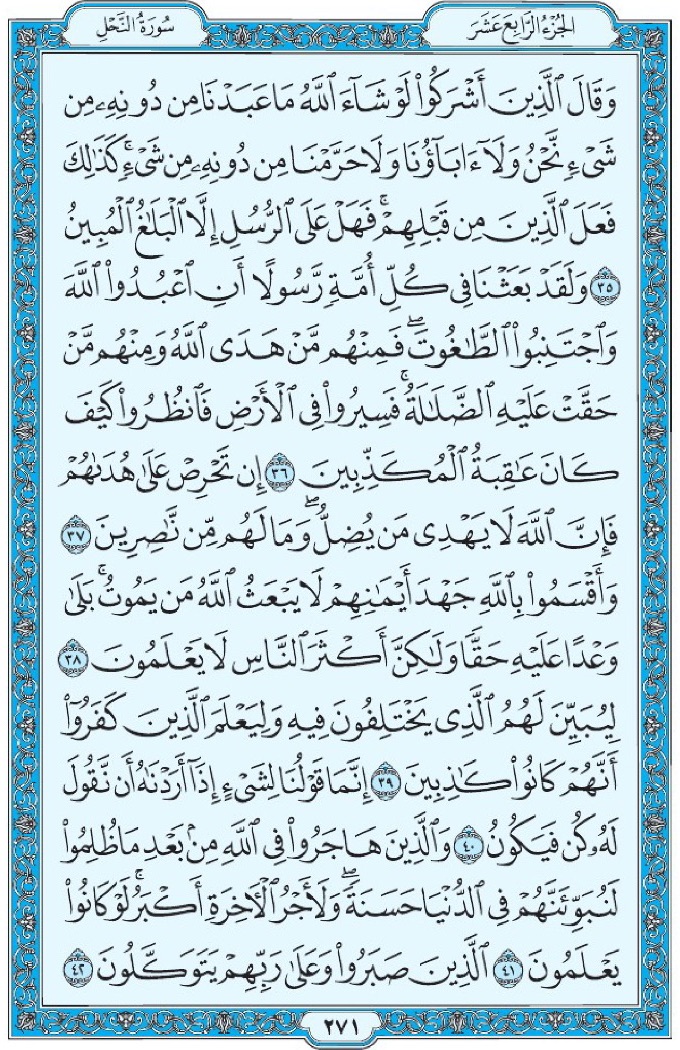 الجُزْءُ الرَّابِعَ عَشَرَ
سُورَةُ النَّحْلِ
وَقَالَ ٱلَّذِينَ أَشْرَكُوا۟ لَوْ شَآءَ ٱللَّهُ مَا عَبَدْنَا مِن دُونِهِۦ مِن
شَىْءٍ نَّحْنُ وَلَآ ءَابَآؤُنَا وَلَا حَرَّمْنَا مِن دُونِهِۦ مِن شَىْءٍ ۚ كَذَٰلِكَ
فَعَلَ ٱلَّذِينَ مِن قَبْلِهِمْ ۚ فَهَلْ عَلَى ٱلرُّسُلِ إِلَّا ٱلْبَلَٰغُ ٱلْمُبِينُ
٣٥ وَلَقَدْ بَعَثْنَا فِى كُلِّ أُمَّةٍ رَّسُولًا أَنِ ٱعْبُدُوا۟ ٱللَّهَ
وَٱجْتَنِبُوا۟ ٱلطَّٰغُوتَ ۖ فَمِنْهُم مَّنْ هَدَى ٱللَّهُ وَمِنْهُم مَّنْ
حَقَّتْ عَلَيْهِ ٱلضَّلَٰلَةُ ۚ فَسِيرُوا۟ فِى ٱلْأَرْضِ فَٱنظُرُوا۟ كَيْفَ
كَانَ عَٰقِبَةُ ٱلْمُكَذِّبِينَ ٣٦ إِن تَحْرِصْ عَلَىٰ هُدَىٰهُمْ
فَإِنَّ ٱللَّهَ لَا يَهْدِى مَن يُضِلُّ ۖ وَمَا لَهُم مِّن نَّٰصِرِينَ ٣٧
وَأَقْسَمُوا۟ بِٱللَّهِ جَهْدَ أَيْمَٰنِهِمْ لَا يَبْعَثُ ٱللَّهُ مَن يَمُوتُ ۚ بَلَىٰ
وَعْدًا عَلَيْهِ حَقًّا وَلَٰكِنَّ أَكْثَرَ ٱلنَّاسِ لَا يَعْلَمُونَ ٣٨
لِيُبَيِّنَ لَهُمُ ٱلَّذِى يَخْتَلِفُونَ فِيهِ وَلِيَعْلَمَ ٱلَّذِينَ كَفَرُوٓا۟
أَنَّهُمْ كَانُوا۟ كَٰذِبِينَ ٣٩ إِنَّمَا قَوْلُنَا لِشَىْءٍ إِذَآ أَرَدْنَٰهُ أَن نَّقُولَ
لَهُۥ كُن فَيَكُونُ ٤٠ وَٱلَّذِينَ هَاجَرُوا۟ فِى ٱللَّهِ مِنۢ بَعْدِ مَا ظُلِمُوا۟
لَنُبَوِّئَنَّهُمْ فِى ٱلدُّنْيَا حَسَنَةً ۖ وَلَأَجْرُ ٱلْءَاخِرَةِ أَكْبَرُ ۚ لَوْ كَانُوا۟
يَعْلَمُونَ ٤١ ٱلَّذِينَ صَبَرُوا۟ وَعَلَىٰ رَبِّهِمْ يَتَوَكَّلُونَ ٤٢
٢٧١